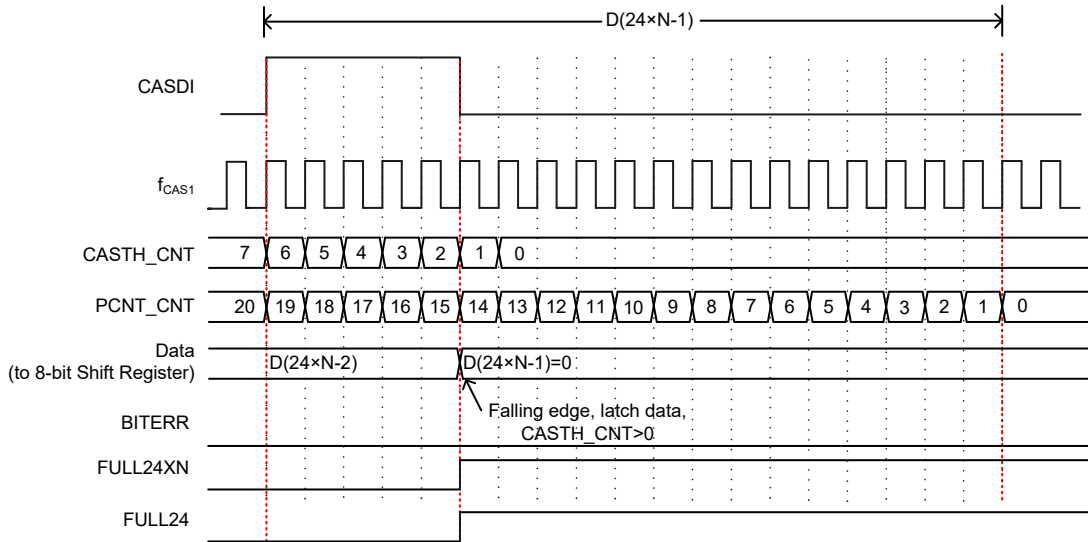 D(24×N-1)
CASDI
fCAS1
CASTH_CNT 7 6 5 4 3 2 1 0
PCNT_CNT 20 19 18 17 16 15 14 13 12 11 10 9 8 7 6 5 4 3 2 1 0
Data
(to 8-bit Shift Register)
D(24×N-2) D(24×N-1)=0
Falling edge, latch data,
CASTH_CNT>0
BITERR
FULL24XN
FULL24